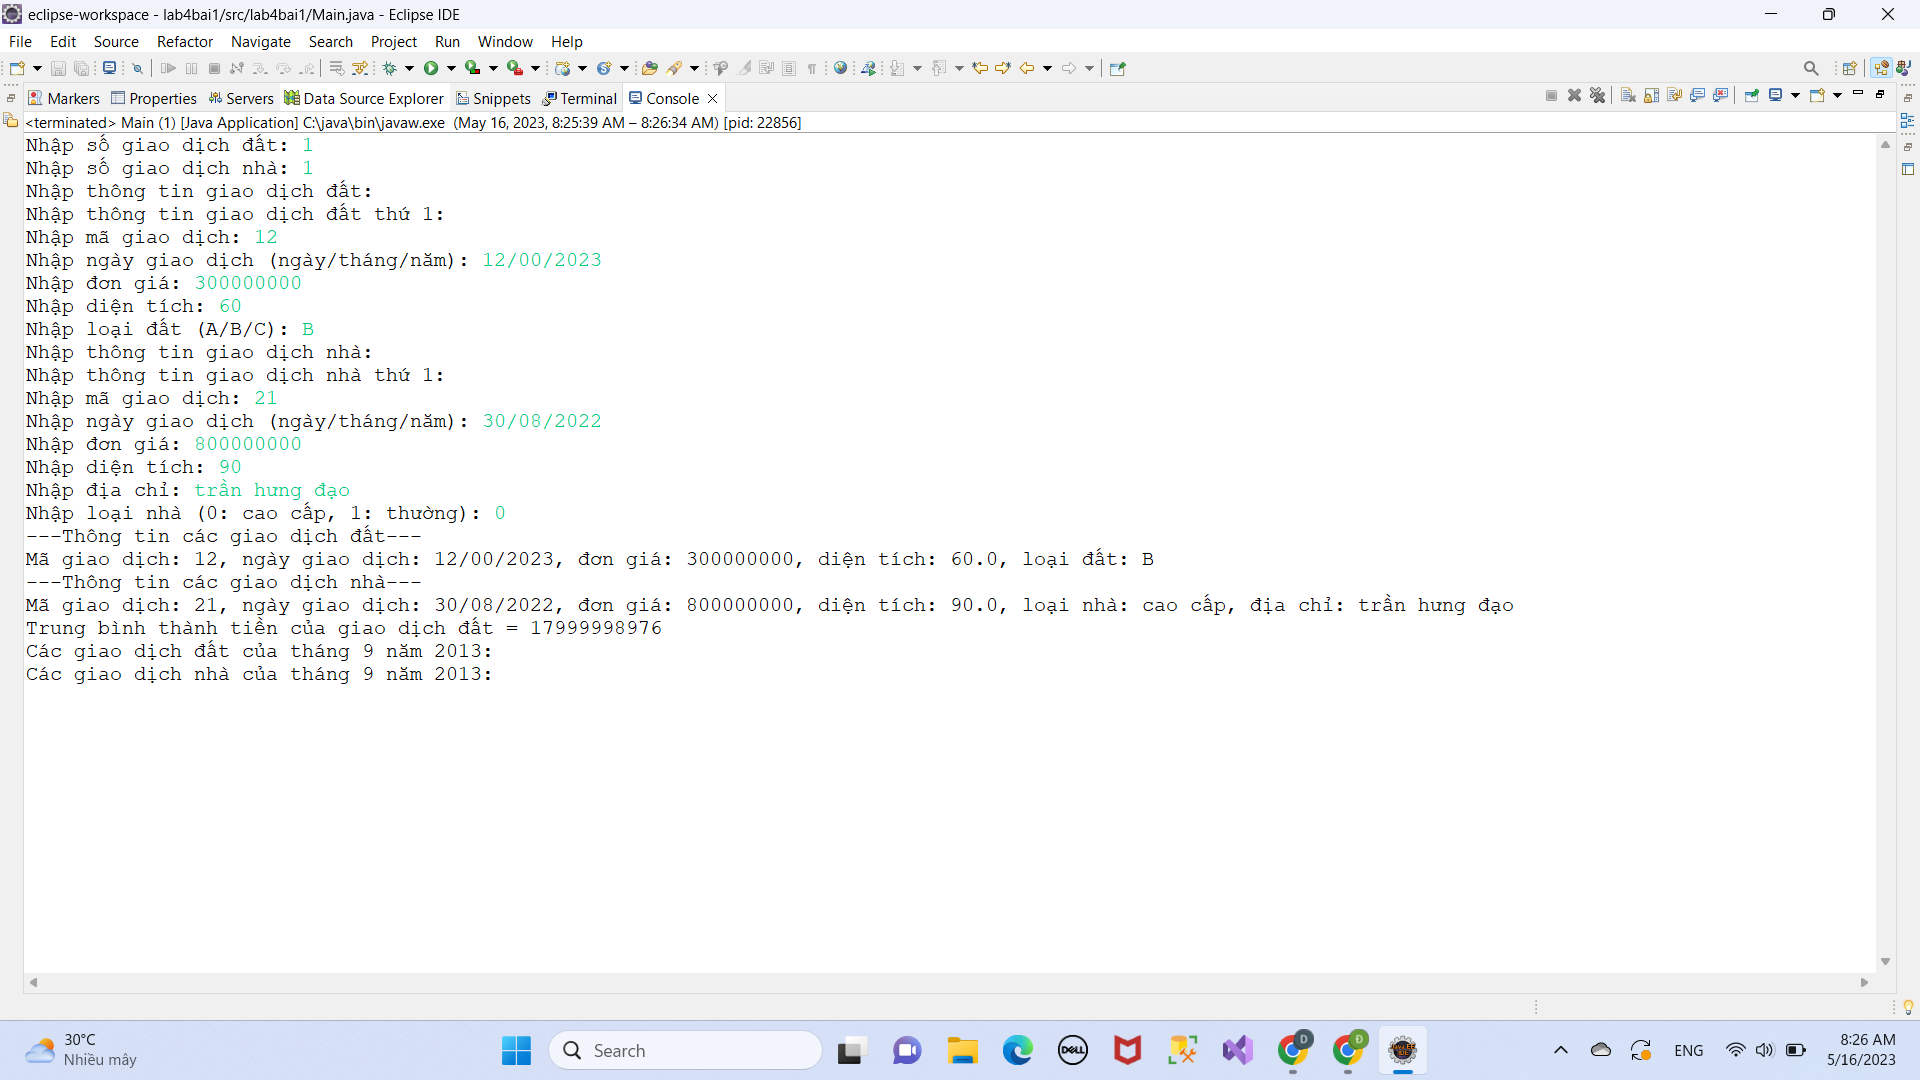 eclipse-workspace - lab4bai1/src/lab4bai1/Main.java - Eclipse IDE
File Edit Source Refactor Navigate Search Project Run Window Help
Markers Properties Servers Data Source Explorer Snippets Terminal Console
<terminated> Main (1) [Java Application] C:\java\bin\javaw.exe (May 16, 2023, 8:25:39 AM – 8:26:34 AM) [pid: 22856]
Nhập số giao dịch đất: 1
Nhập số giao dịch nhà: 1
Nhập thông tin giao dịch đất:
Nhập thông tin giao dịch đất thứ 1:
Nhập mã giao dịch: 12
Nhập ngày giao dịch (ngày/tháng/năm): 12/00/2023
Nhập đơn giá: 300000000
Nhập diện tích: 60
Nhập loại đất (A/B/C): B
Nhập thông tin giao dịch nhà:
Nhập thông tin giao dịch nhà thứ 1:
Nhập mã giao dịch: 21
Nhập ngày giao dịch (ngày/tháng/năm): 30/08/2022
Nhập đơn giá: 800000000
Nhập diện tích: 90
Nhập địa chỉ: trần hưng đạo
Nhập loại nhà (0: cao cấp, 1: thường): 0
---Thông tin các giao dịch đất---
Mã giao dịch: 12, ngày giao dịch: 12/00/2023, đơn giá: 300000000, diện tích: 60.0, loại đất: B
---Thông tin các giao dịch nhà---
Mã giao dịch: 21, ngày giao dịch: 30/08/2022, đơn giá: 800000000, diện tích: 90.0, loại nhà: cao cấp, địa chỉ: trần hưng đạo
Trung bình thành tiền của giao dịch đất = 17999998976
Các giao dịch đất của tháng 9 năm 2013:
Các giao dịch nhà của tháng 9 năm 2013:
30°C
Nhiều mây
Search
DELL
D
Đ
IDE
ENG
8:26 AM
5/16/2023